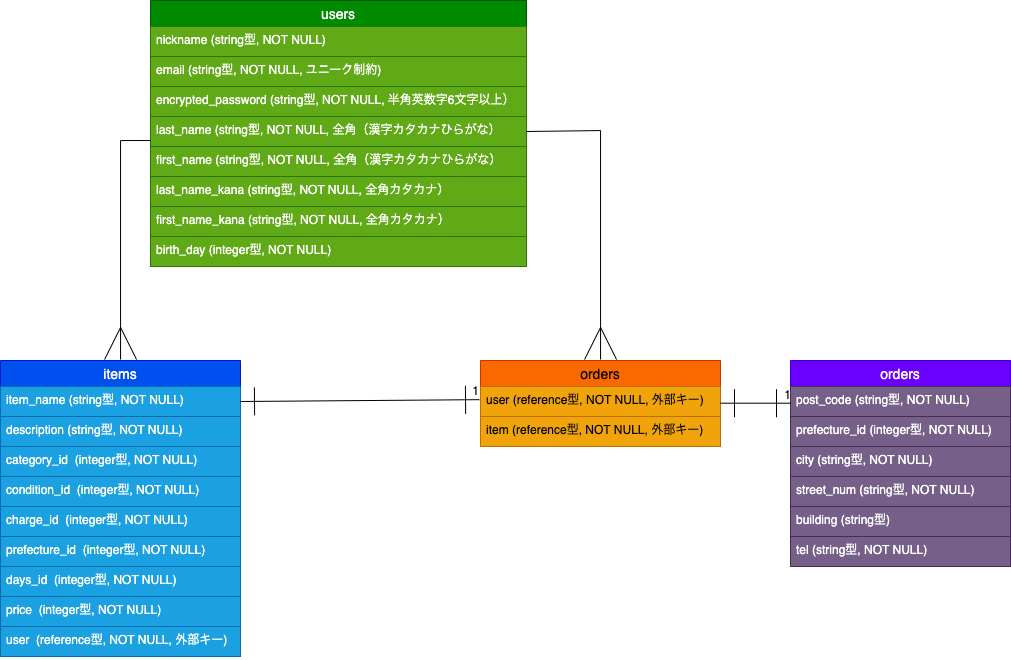 users
nickname (string型, NOT NULL)
email (string型, NOT NULL, ユニーク制約)
encrypted_password (string型, NOT NULL, 半角英数字6文字以上）
last_name (string型, NOT NULL, 全角（漢字カタカナひらがな）
first_name (string型, NOT NULL, 全角（漢字カタカナひらがな）
last_name_kana (string型, NOT NULL, 全角カタカナ）
first_name_kana (string型, NOT NULL, 全角カタカナ）
birth_day (integer型, NOT NULL)
items
item_name (string型, NOT NULL)
description (string型, NOT NULL)
category_id  (integer型, NOT NULL)
condition_id  (integer型, NOT NULL)
charge_id  (integer型, NOT NULL)
prefecture_id  (integer型, NOT NULL)
days_id  (integer型, NOT NULL)
price  (integer型, NOT NULL)
user  (reference型, NOT NULL, 外部キー)
1
orders
user (reference型, NOT NULL, 外部キー)
item (reference型, NOT NULL, 外部キー)
1
orders
post_code (string型, NOT NULL)
prefecture_id (integer型, NOT NULL)
city (string型, NOT NULL)
street_num (string型, NOT NULL)
building (string型)
tel (string型, NOT NULL)